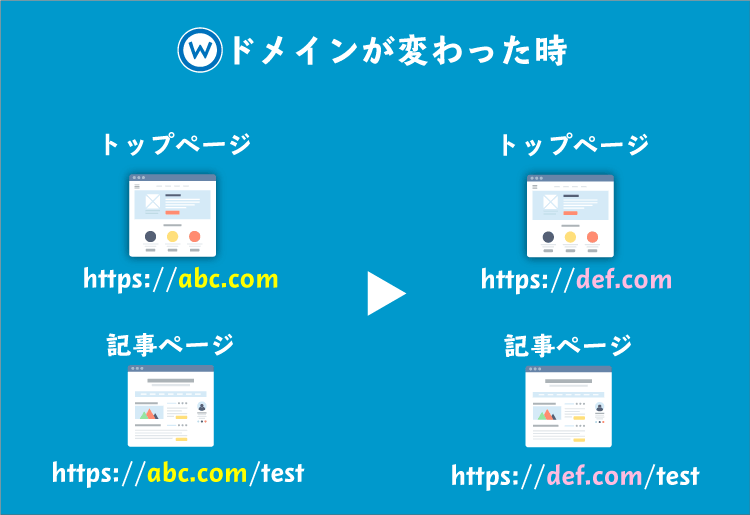 ドメインが変わった時
トップページ
トップページ
https://abc.com
https://def.com
記事ページ
記事ページ
https://abc.com/test
https://def.com/test